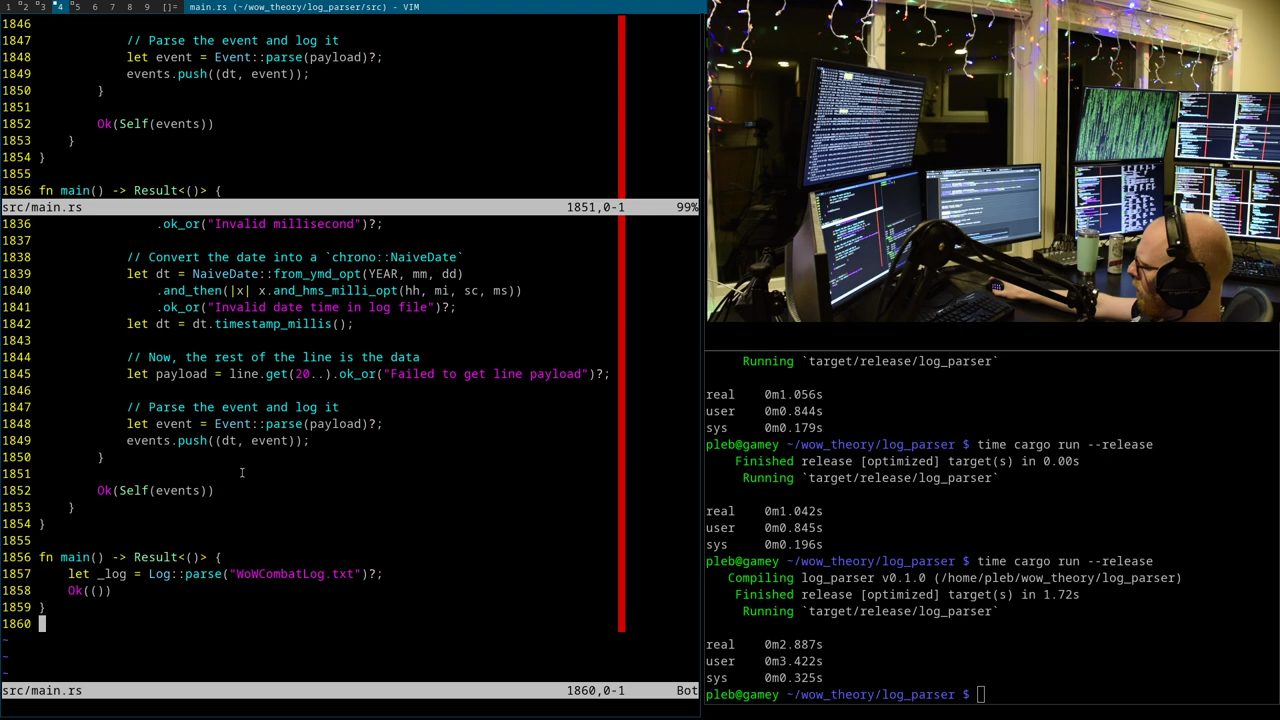 1 2 3 4 5 6 7 8 9 []= main.rs (~/wow_theory/log_parser/src) - VIM
1846
1847 // Parse the event and log it
1848 let event = Event::parse(payload)?;
1849 events.push((dt, event));
1850 }
1851
1852 Ok(Self(events))
1853 }
1854 }
1855
1856 fn main() -> Result<()> {
src/main.rs 1851,0-1 99%
1836 .ok_or("Invalid millisecond")?;
1837
1838 // Convert the date into a `chrono::NaiveDate`
1839 let dt = NaiveDate::from_ymd_opt(YEAR, mm, dd)
1840 .and_then(|x| x.and_hms_milli_opt(hh, mi, sc, ms))
1841 .ok_or("Invalid date time in log file")?;
1842 let dt = dt.timestamp_millis();
1843
1844 // Now, the rest of the line is the data
1845 let payload = line.get(20..).ok_or("Failed to get line payload")?;
1846
1847 // Parse the event and log it
1848 let event = Event::parse(payload)?;
1849 events.push((dt, event));
1850 }
1851
1852 Ok(Self(events))
1853 }
1854 }
1855
1856 fn main() -> Result<()> {
1857 let _log = Log::parse("WoWCombatLog.txt")?;
1858 Ok(())
1859 }
1860
~
~
~
src/main.rs 1860,0-1 Bot
Running `target/release/log_parser`
real 0m1.056s
user 0m0.844s
sys 0m0.179s
pleb@gamey ~/wow_theory/log_parser $ time cargo run --release
Finished release [optimized] target(s) in 0.00s
Running `target/release/log_parser`
real 0m1.042s
user 0m0.845s
sys 0m0.196s
pleb@gamey ~/wow_theory/log_parser $ time cargo run --release
Compiling log_parser v0.1.0 (/home/pleb/wow_theory/log_parser)
Finished release [optimized] target(s) in 1.72s
Running `target/release/log_parser`
real 0m2.887s
user 0m3.422s
sys 0m0.325s
pleb@gamey ~/wow_theory/log_parser $